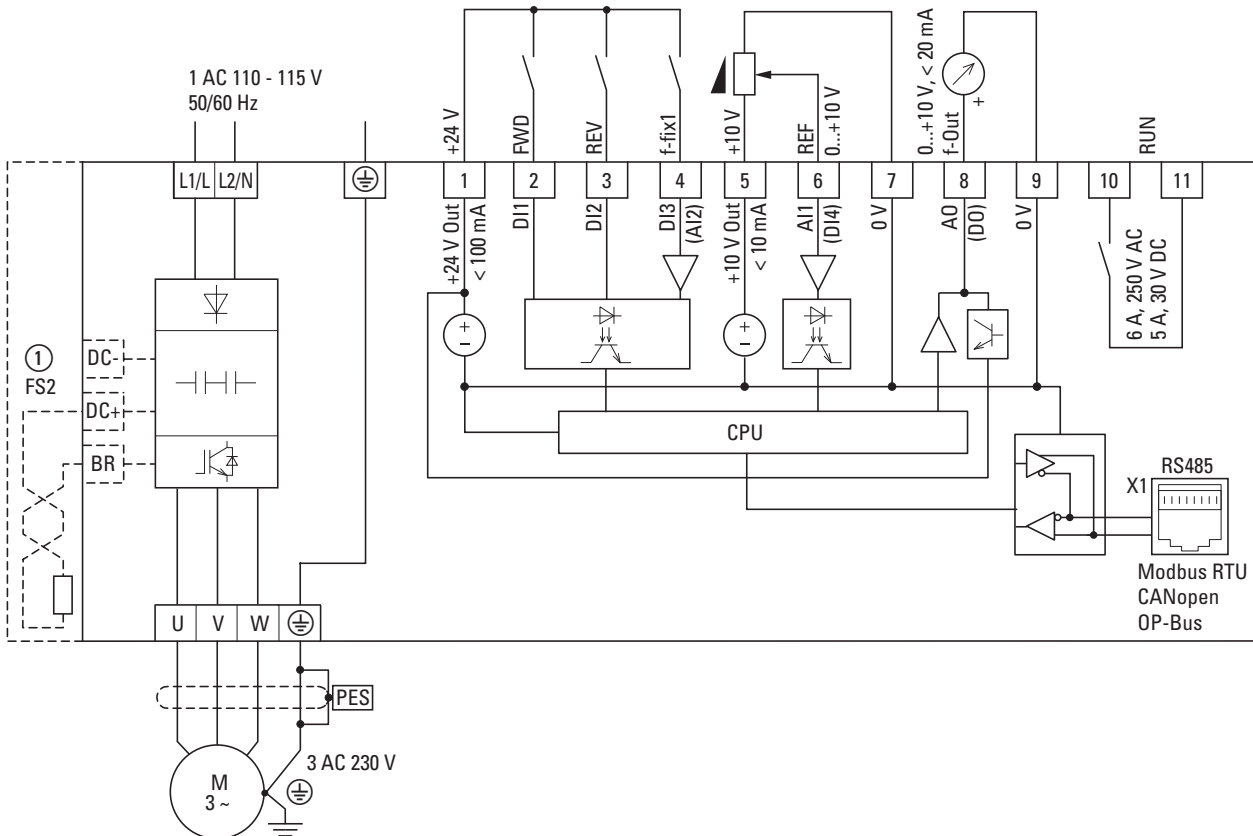 1 AC 110 - 115 V
50/60 Hz
+24 V
FWD
REV
f-fix1
+10 V
REF
0...+10 V
0...+10 V, < 20 mA
f-Out
+
RUN
L1/L
L2/N
1
2
3
4
5
6
7
8
9
10
11
+24 V Out
< 100 mA
DI1
DI2
DI3
(AI2)
+10 V Out
< 10 mA
AI1
(DI4)
0 V
AO
(DO)
0 V
6 A, 250 V AC
5 A, 30 V DC
+
-
+
-
1
FS2
DC-
DC+
BR
CPU
X1
RS485
Modbus RTU
CANopen
OP-Bus
U
V
W
PES
3 AC 230 V
M
3 ~